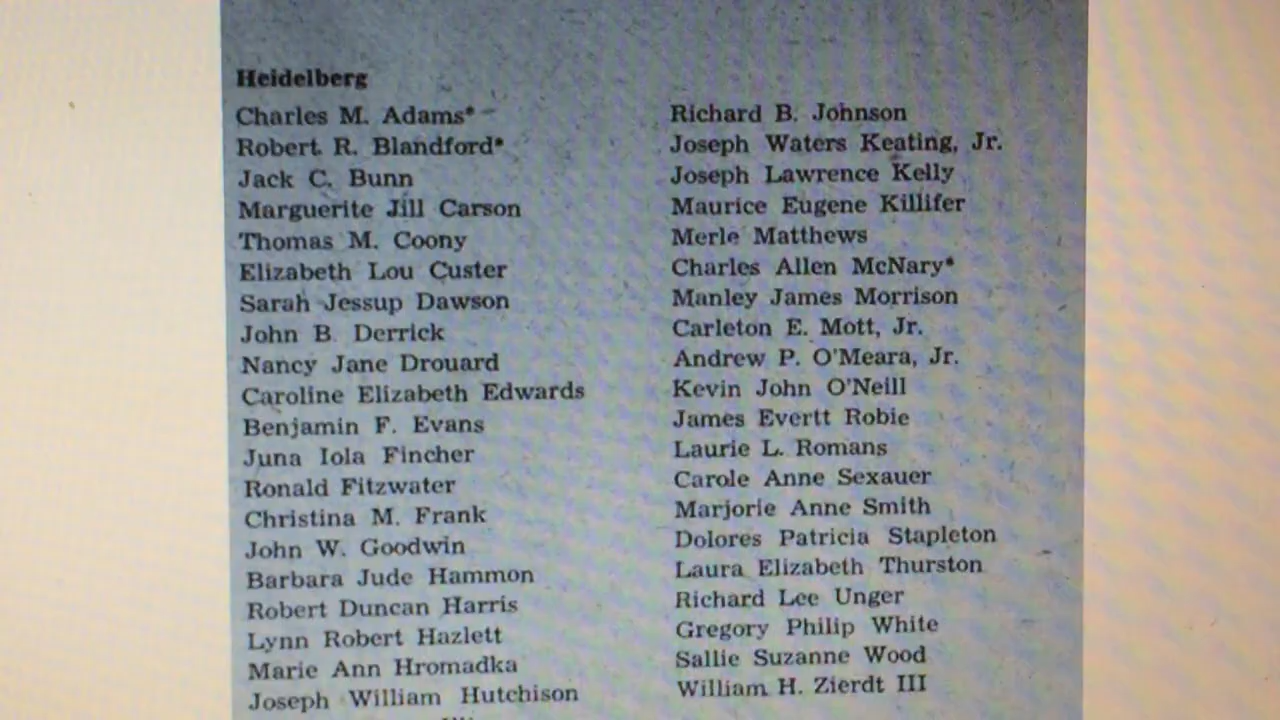 Heidelberg
Charles M. Adams*
Robert R. Blandford*
Jack C. Bunn
Marguerite Jill Carson
Thomas M. Coony
Elizabeth Lou Custer
Sarah Jessup Dawson
John B. Derrick
Nancy Jane Drouard
Caroline Elizabeth Edwards
Benjamin F. Evans
Juna Iola Fincher
Ronald Fitzwater
Christina M. Frank
John W. Goodwin
Barbara Jude Hammon
Robert Duncan Harris
Lynn Robert Hazlett
Marie Ann Hromadka
Joseph William Hutchison
Richard B. Johnson
Joseph Waters Keating, Jr.
Joseph Lawrence Kelly
Maurice Eugene Killifer
Merle Matthews
Charles Allen McNary*
Manley James Morrison
Carleton E. Mott, Jr.
Andrew P. O'Meara, Jr.
Kevin John O'Neill
James Evertt Robie
Laurie L. Romans
Carole Anne Sexauer
Marjorie Anne Smith
Dolores Patricia Stapleton
Laura Elizabeth Thurston
Richard Lee Unger
Gregory Philip White
Sallie Suzanne Wood
William H. Zierdt III